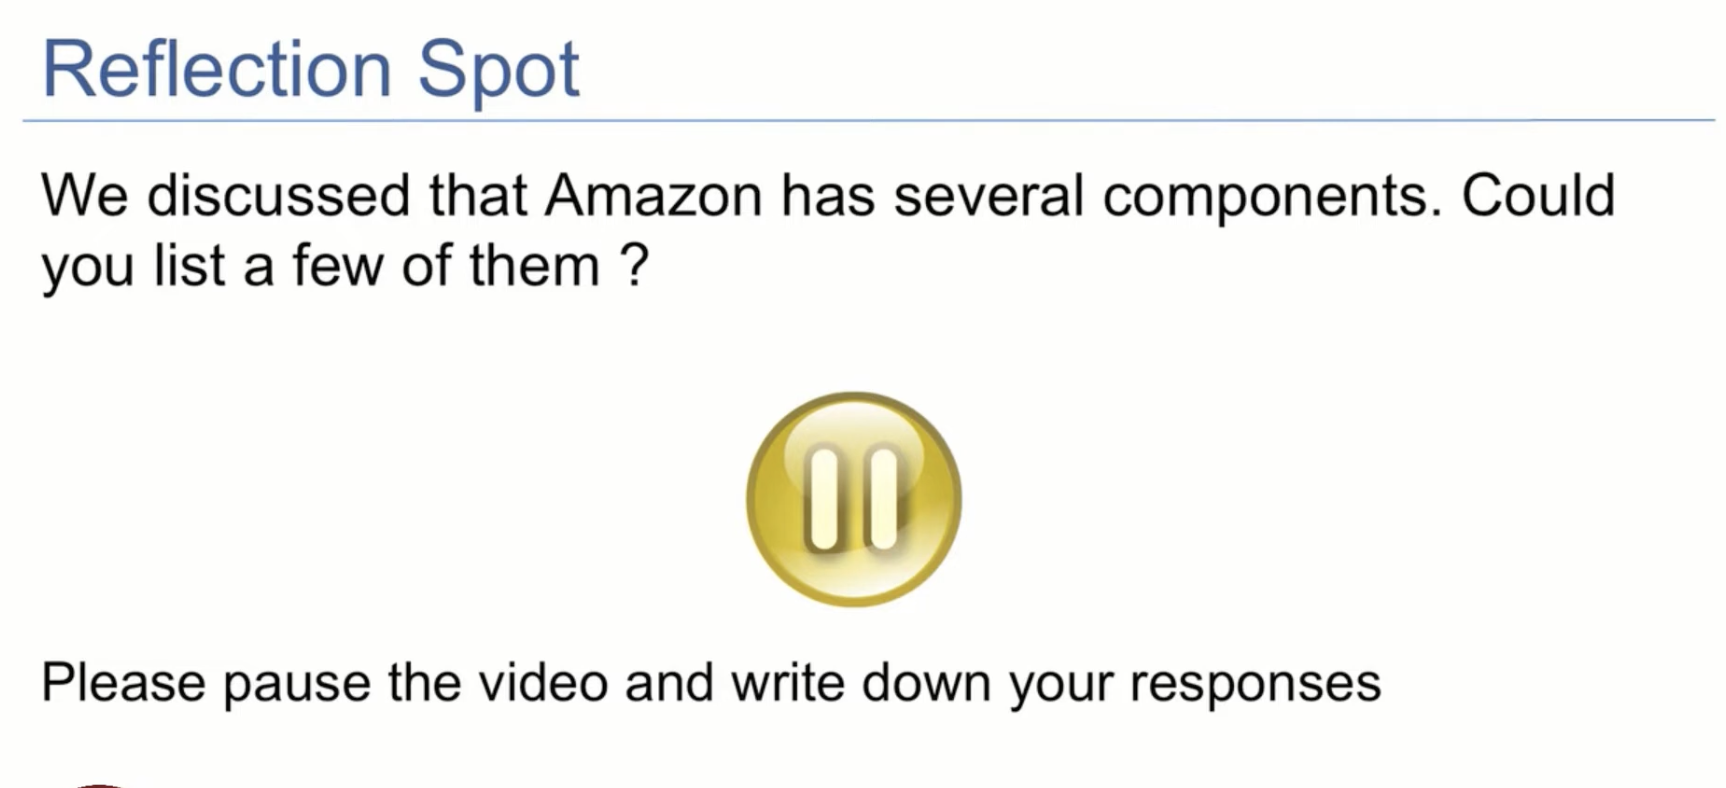 Reflection Spot
We discussed that Amazon has several components. Could
you list a few of them ?
Please pause the video and write down your responses